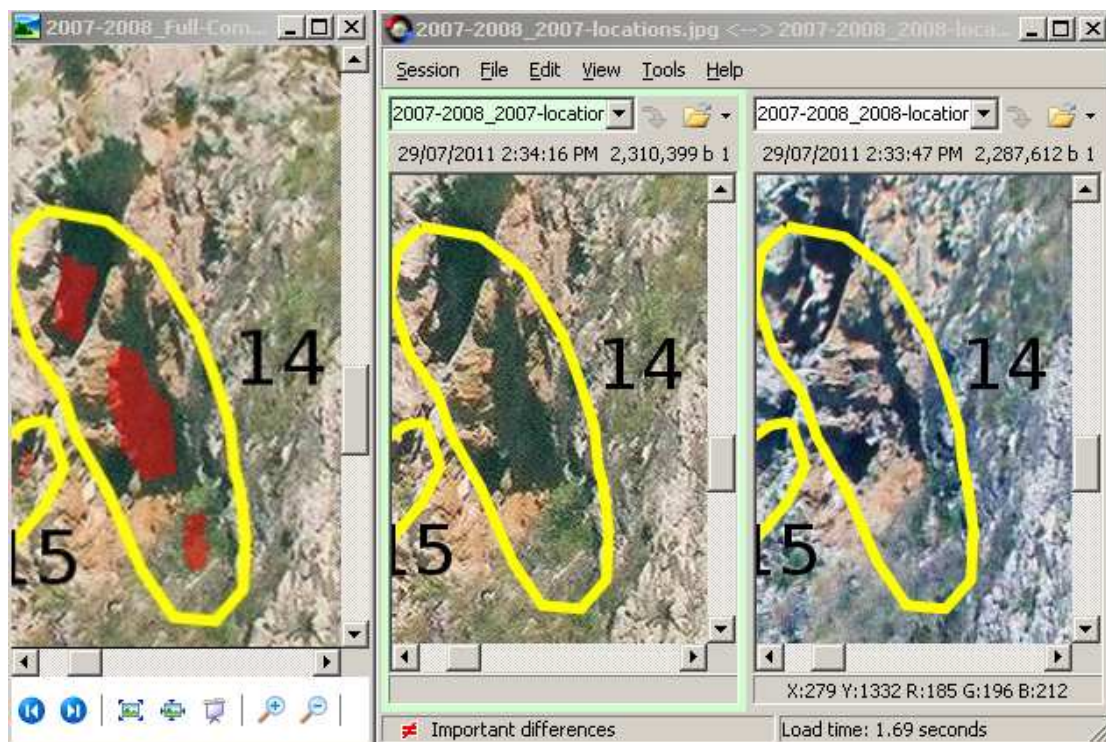 2007-2008_Full-Com...
14
15
2007-2008_2007-locations.jpg <--> 2007-2008_2008-loca...
Session File Edit View Tools Help
2007-2008_2007-location
29/07/2011 2:34:16 PM 2,310,399 b 1
14
15
2007-2008_2008-location
29/07/2011 2:33:47 PM 2,287,612 b 1
14
15
X:279 Y:1332 R:185 G:196 B:212
Important differences
Load time: 1.69 seconds